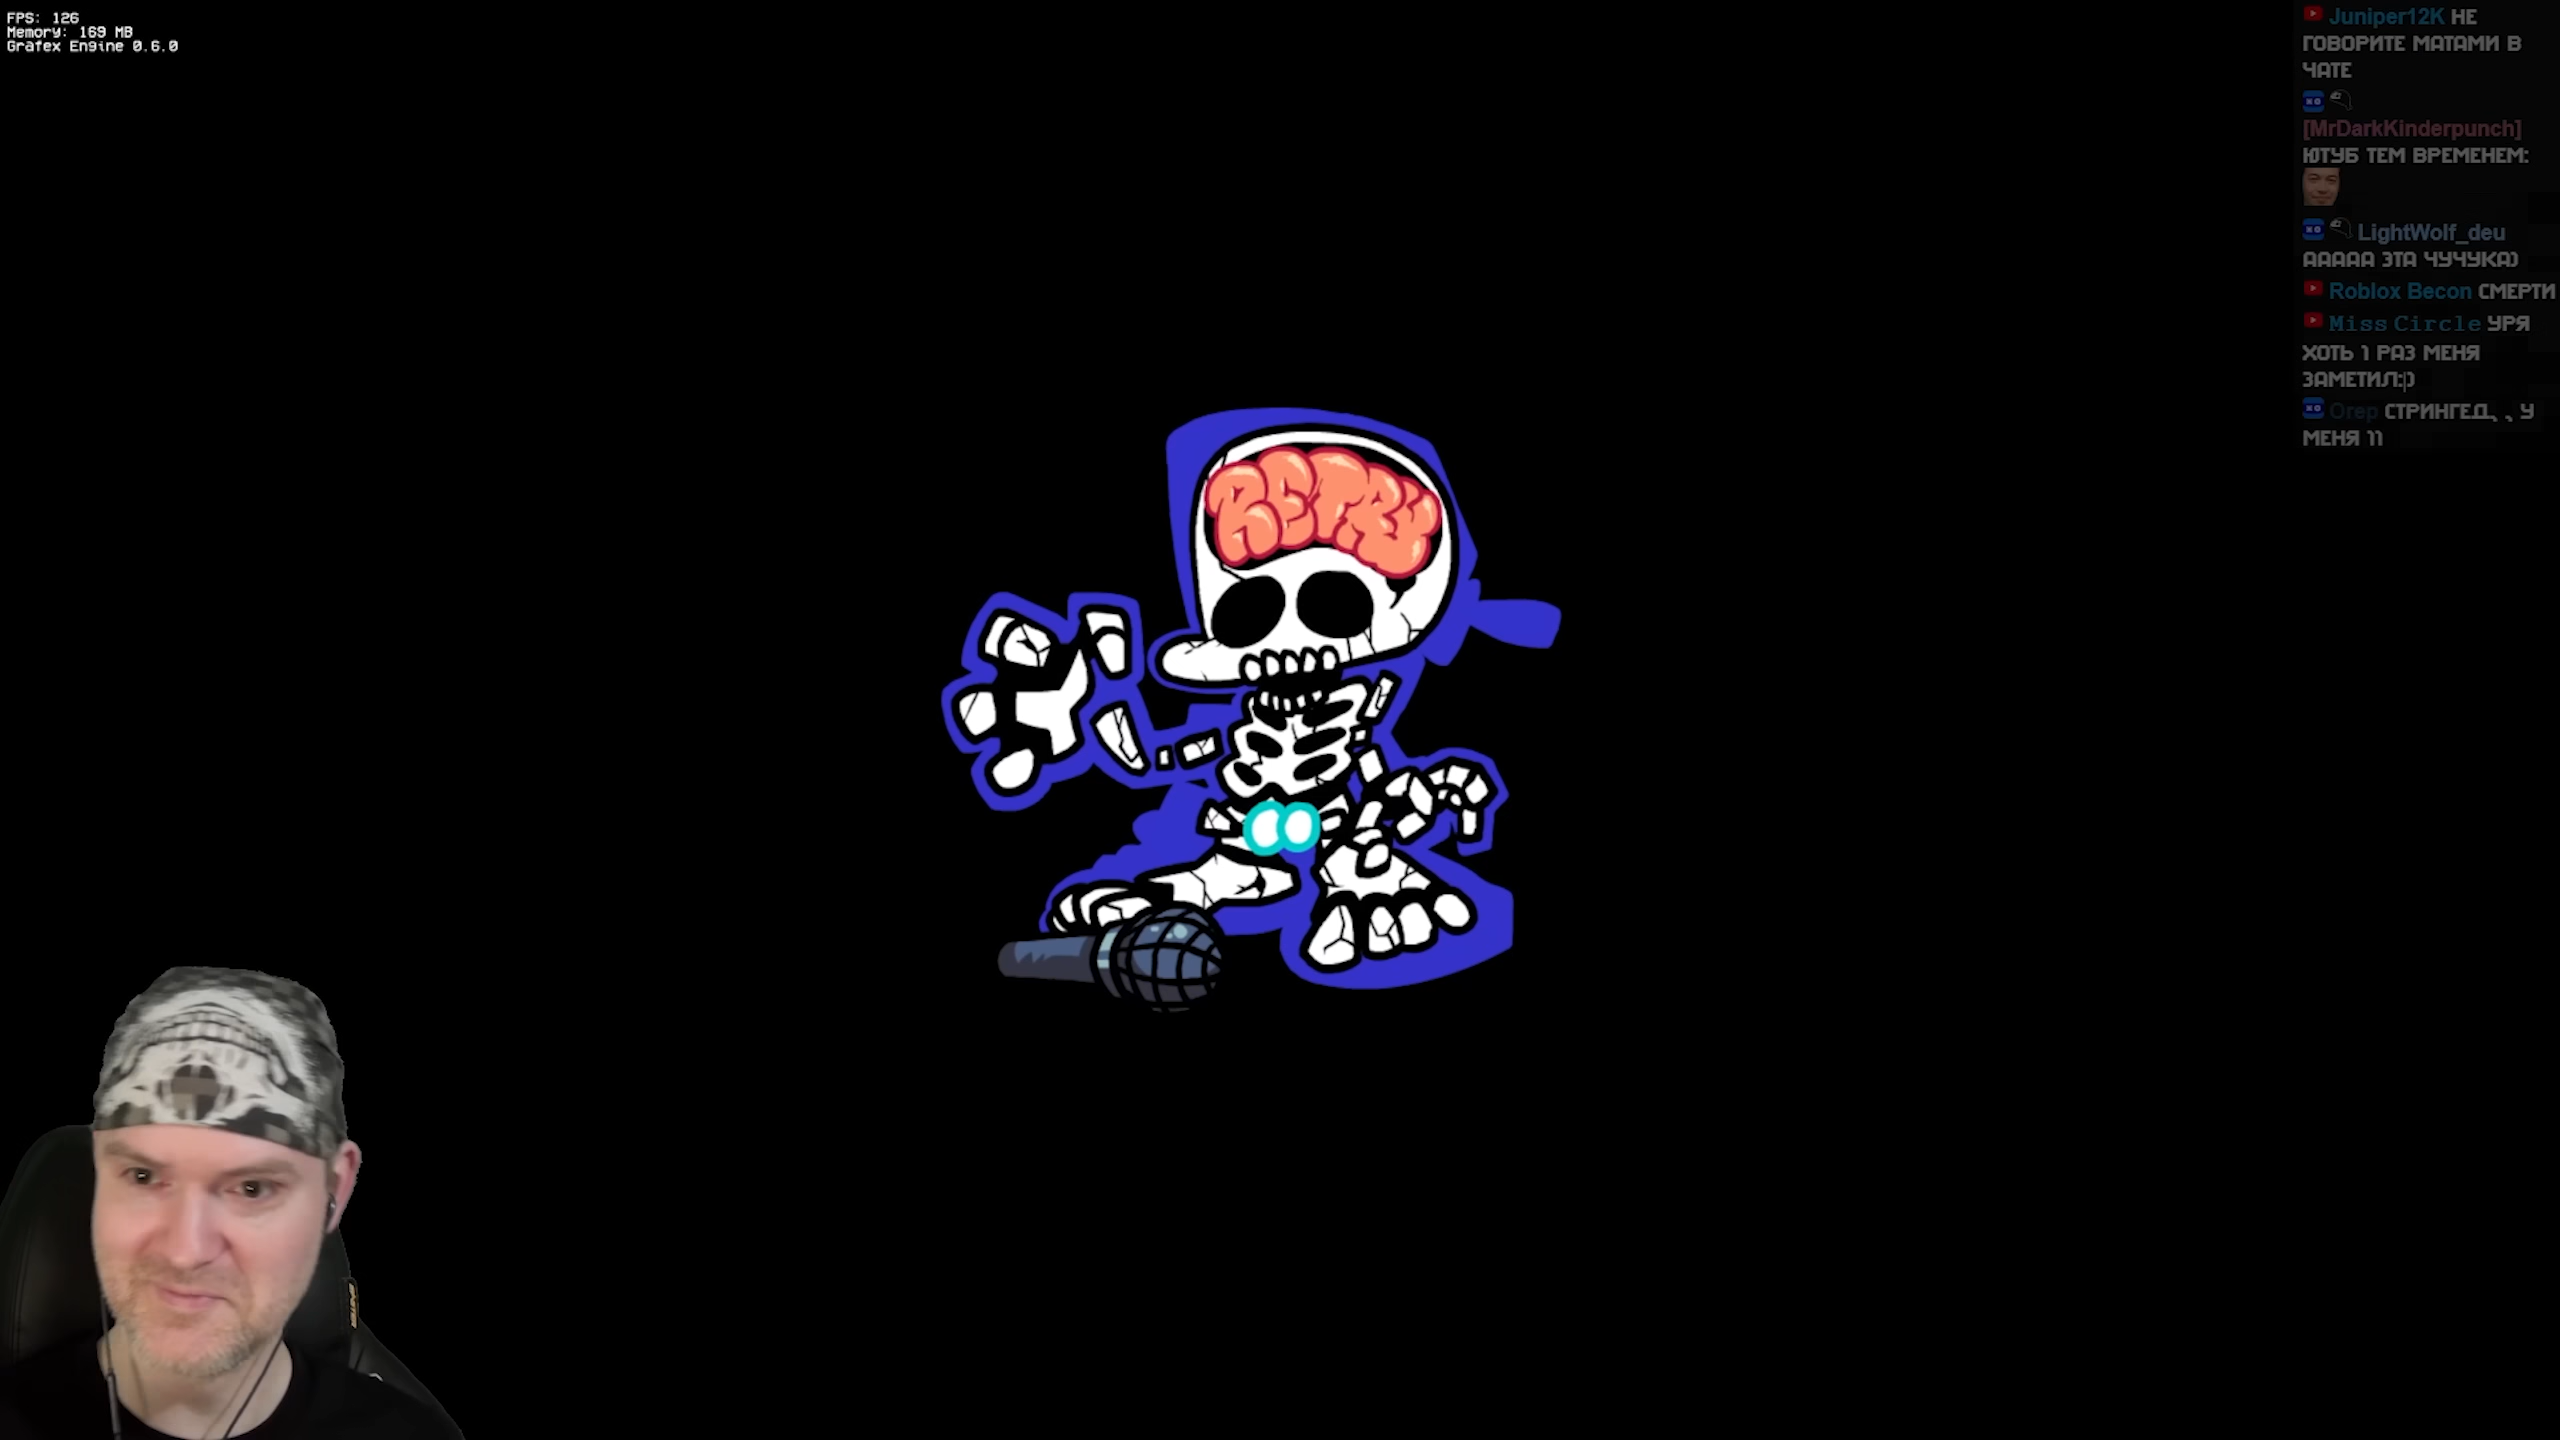 FPS: 126
Memory: 169 MB
Grafex Engine 0.6.0
Juniper12K НЕ
ГОВОРИТЕ МАТАМИ В
ЧАТЕ
[MrDarkKinderpunch]
ЮТУБ ТЕМ ВРЕМЕНЕМ:
LightWolf_deu
ААААА ЭТА ЧУЧУКА)
Roblox Becon СМЕРТИ
Miss Circle УРЯ
ХОТЬ 1 РАЗ МЕНЯ
ЗАМЕТИЛ:|)
Orep СТРИНГЕД, , У
МЕНЯ 11
RETRY